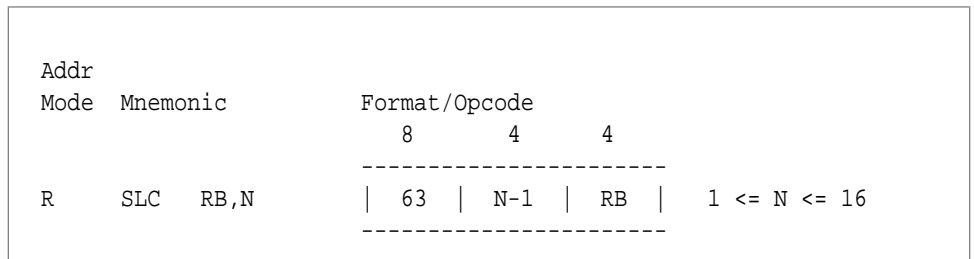 Addr
Mode  Mnemonic          Format/Opcode
                           8       4      4
                        -----------------------
R     SLC   RB,N        |  63  |  N-1  |  RB  |   1 <= N <= 16
                        -----------------------